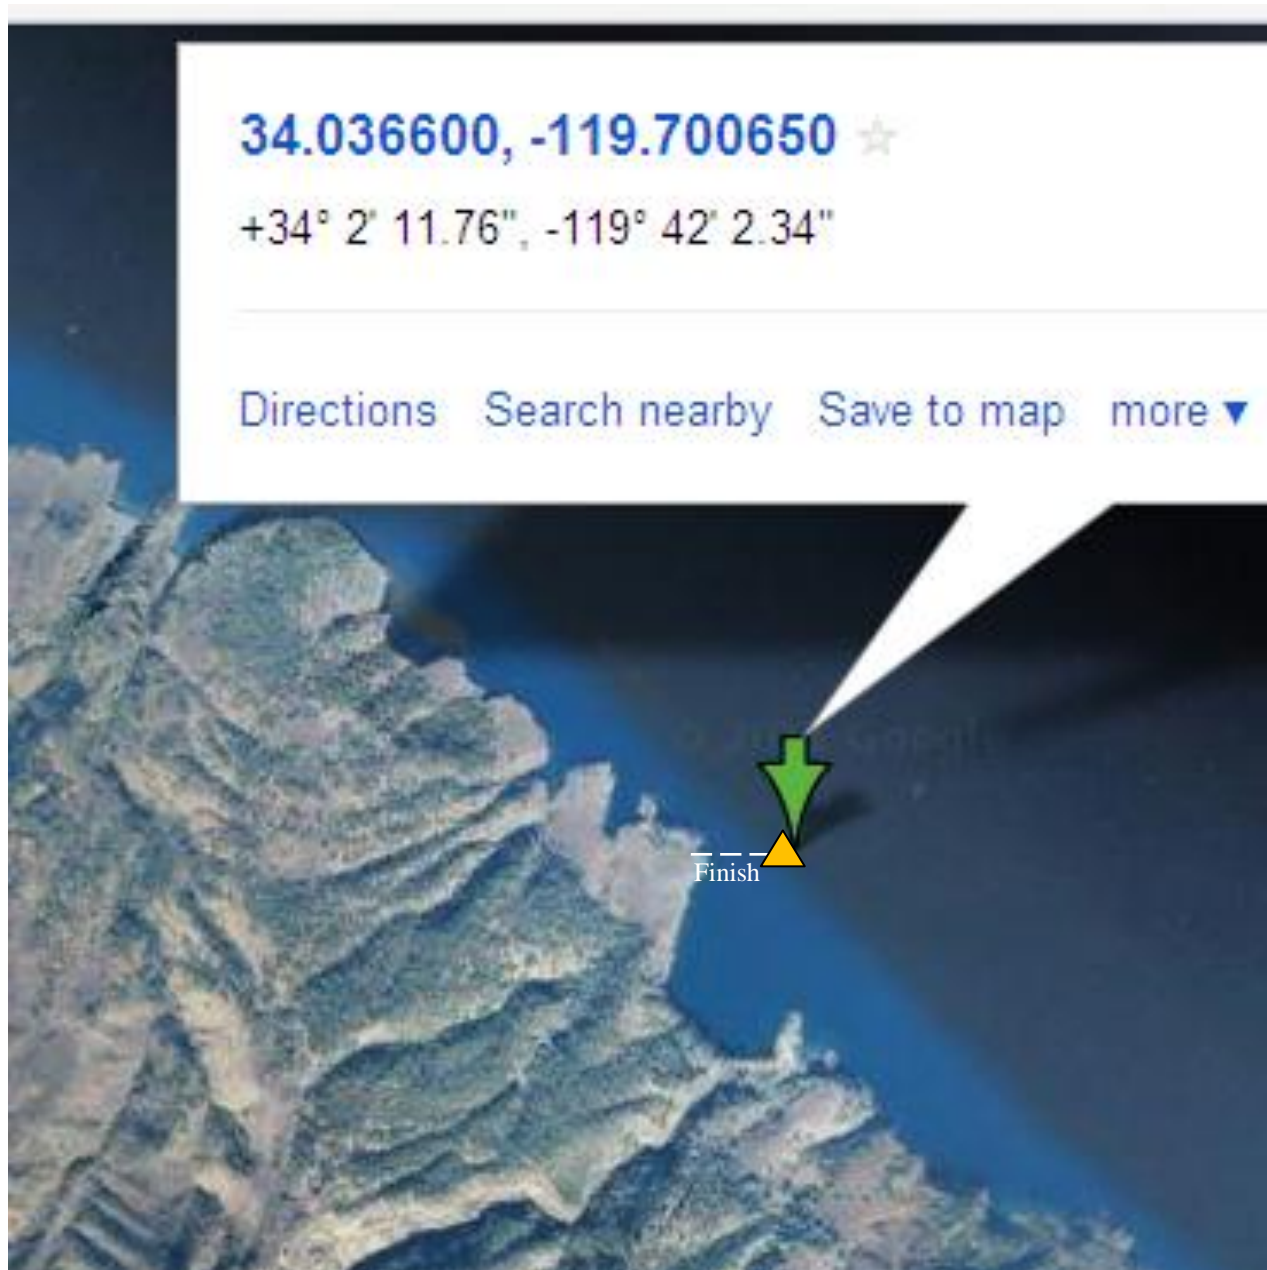 34.036600, -119.700650 ☆
+34° 2' 11.76", -119° 42' 2.34"
Directions Search nearby Save to map more ▼
Finish